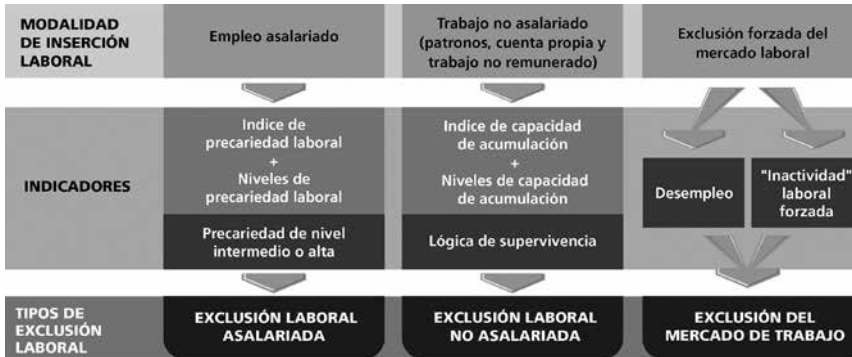 MODALIDAD
DE INSERCIÓN
LABORAL
Empleo asalariado
Trabajo no asalariado
(patronos, cuenta propia y
trabajo no remunerado)
Exclusión forzada del
mercado laboral
INDICADORES
Indice de
precariedad laboral
+
Niveles de
precariedad laboral
Precariedad de nivel
intermedio o alta
Indice de capacidad
de acumulación
+
Niveles de capacidad
de acumulación
Lógica de supervivencia
Desempleo
"Inactividad"
laboral
forzada
TIPOS DE
EXCLUSIÓN
LABORAL
EXCLUSIÓN LABORAL
ASALARIADA
EXCLUSIÓN LABORAL
NO ASALARIADA
EXCLUSIÓN DEL
MERCADO DE TRABAJO